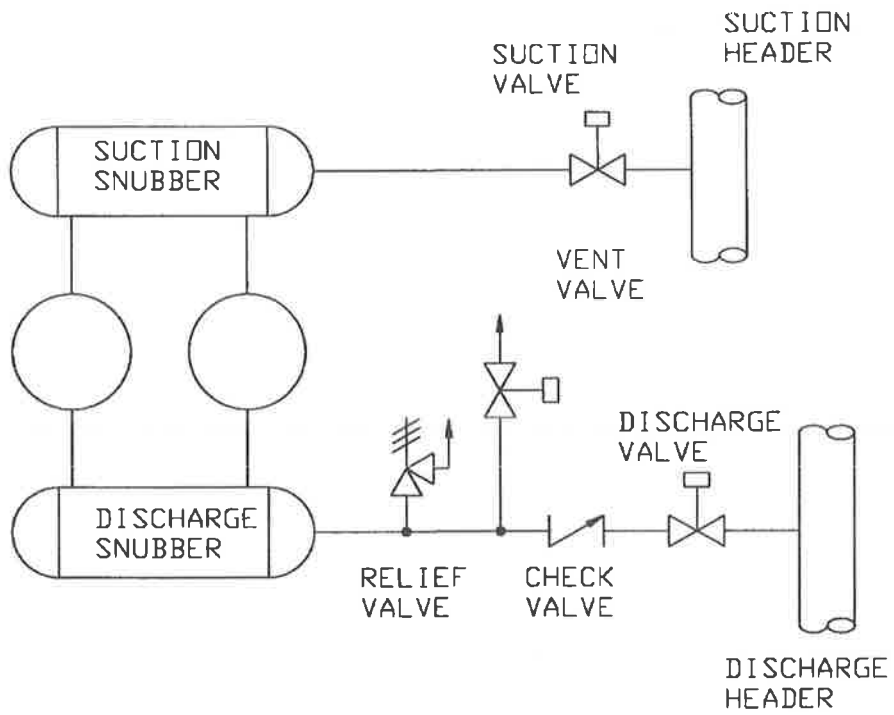 SUCTION
HEADER
SUCTION
VALVE
SUCTION
SNUBBER
VENT
VALVE
DISCHARGE
VALVE
DISCHARGE
SNUBBER
RELIEF
VALVE
CHECK
VALVE
DISCHARGE
HEADER